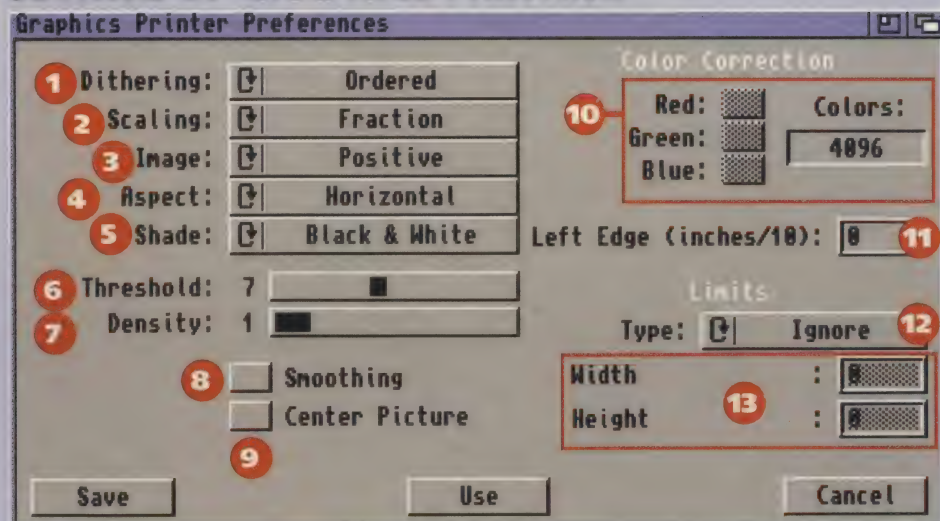 Graphics Printer Preferences
1 Dithering: Ordered
2 Scaling: Fraction
3 Image: Positive
4 Aspect: Horizontal
5 Shade: Black & White
6 Threshold: 7
7 Density: 1
8 Smoothing
Center Picture
9
Color Correction
10 Red: Colors:
Green: 4096
Blue:
Left Edge (inches/10): 0 11
Limits
Type: Ignore 12
Width : 0
13
Height : 0
Save Use Cancel